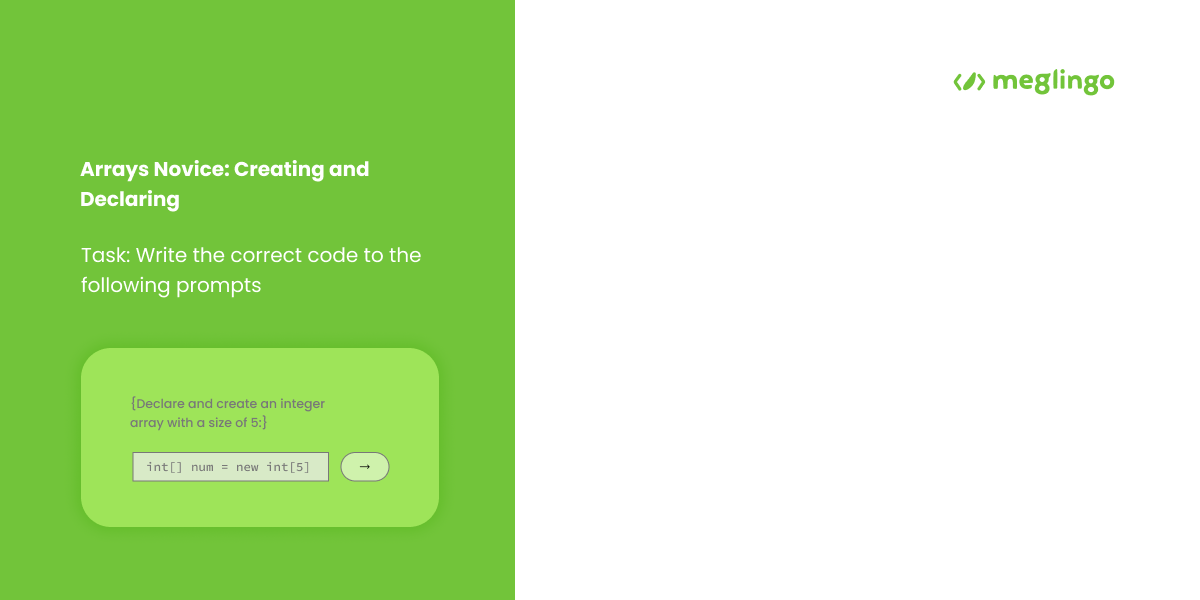 meglingo
Arrays Novice: Creating and
Declaring
Task: Write the correct code to the
following prompts
{Declare and create an integer
array with a size of 5:}
int[] num = new int[5] →